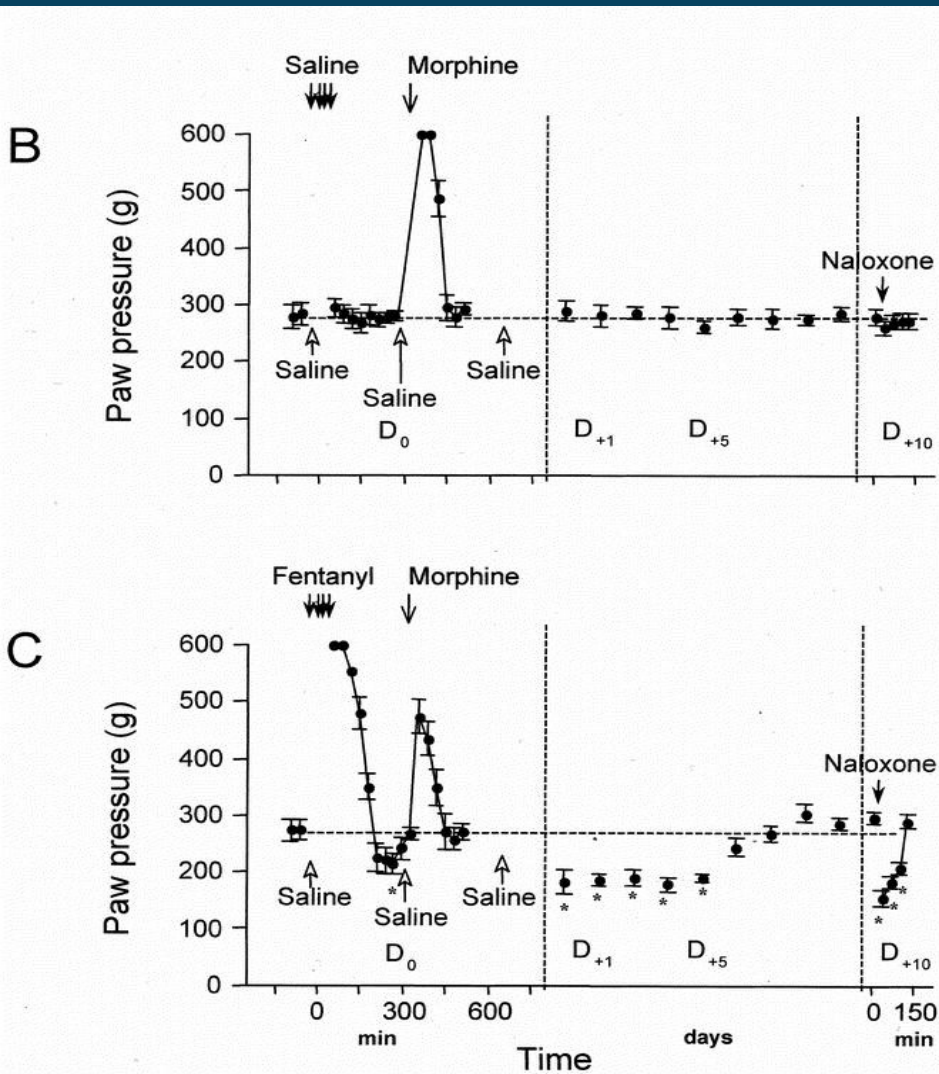 B
Saline Morphine
Paw pressure (g)
600
500
400
300
200
100
0
Saline
Saline
Saline
Naloxone
D0 D+1 D+5 D+10
C
Fentanyl Morphine
Paw pressure (g)
600
500
400
300
200
100
0
*
Saline
Saline
Saline
* * * * *
Naloxone
* * *
D0 D+1 D+5 D+10
0 300 600 0 150
min days min
Time